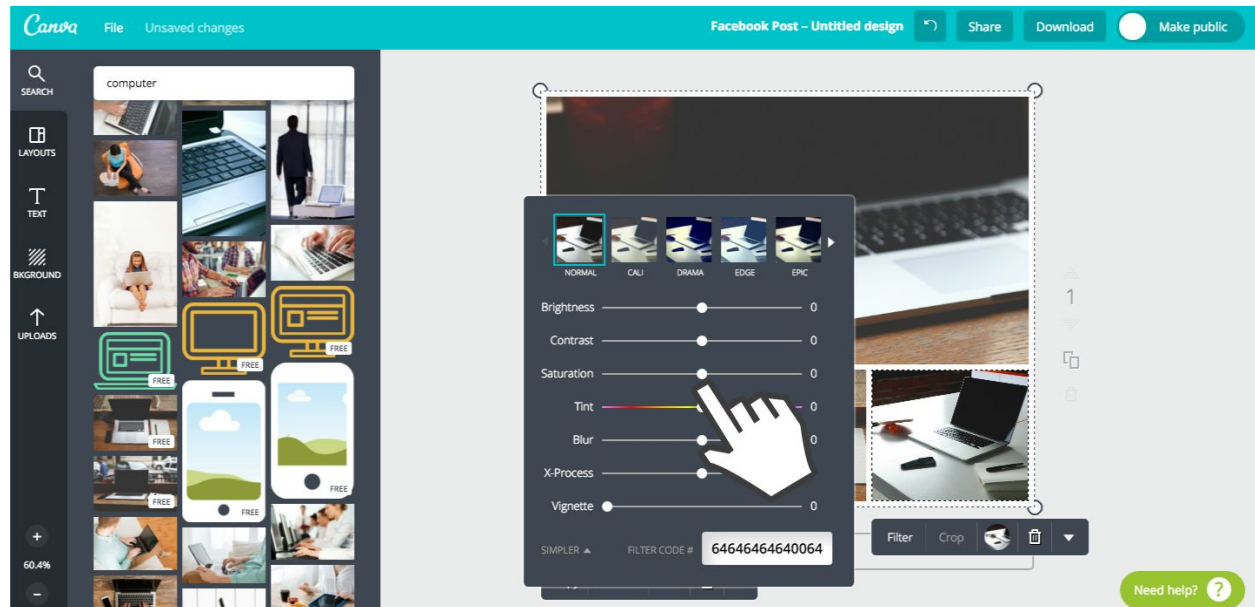 Canva File Unsaved changes Facebook Post – Untitled design Share Download Make public
SEARCH
computer
LAYOUTS
TEXT
BKGROUND
UPLOADS
FREE
FREE
FREE
FREE
FREE
FREE
FREE
+
60.4%
–
NORMAL CALI DRAMA EDGE EPIC
Brightness 0
Contrast 0
Saturation 0
Tint 0
Blur 0
X-Process
Vignette 0
SIMPLER FILTER CODE # 64646464640064
1
Filter Crop
Need help? ?